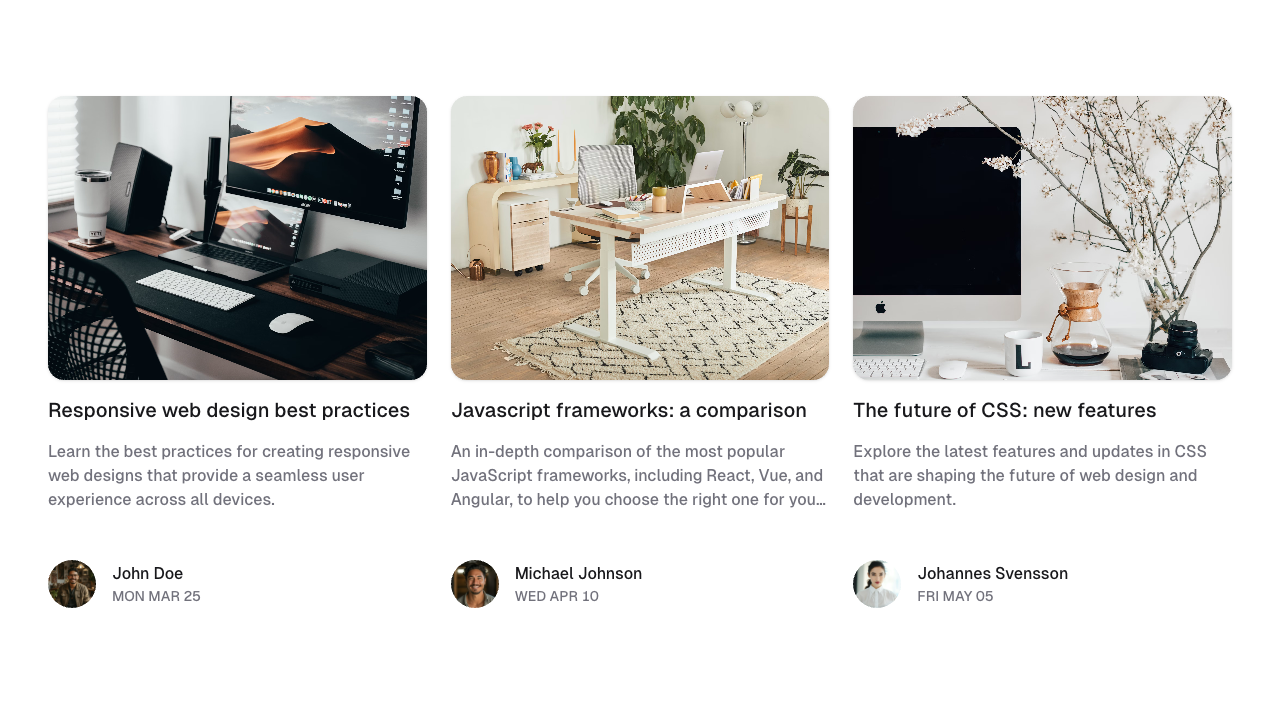 Responsive web design best practices
Learn the best practices for creating responsive
web designs that provide a seamless user
experience across all devices.
John Doe
MON MAR 25
Javascript frameworks: a comparison
An in-depth comparison of the most popular
JavaScript frameworks, including React, Vue, and
Angular, to help you choose the right one for you...
Michael Johnson
WED APR 10
L
The future of CSS: new features
Explore the latest features and updates in CSS
that are shaping the future of web design and
development.
Johannes Svensson
FRI MAY 05